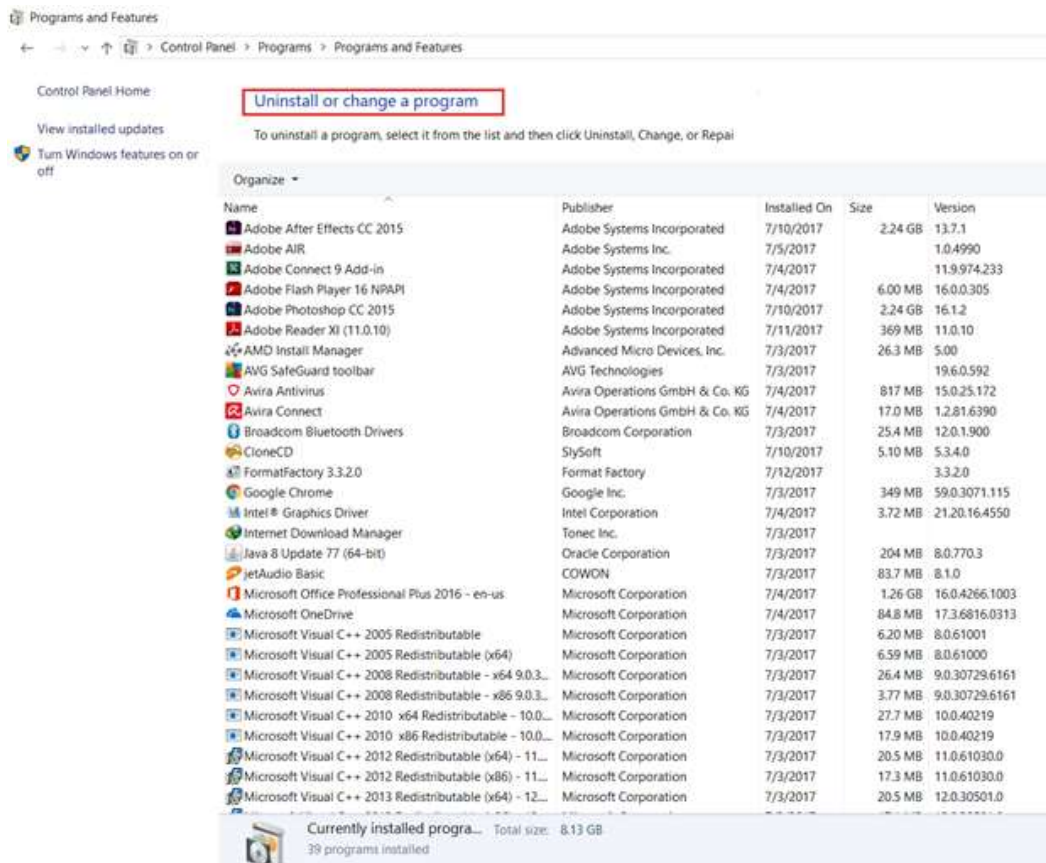 Programs and Features
Control Panel > Programs > Programs and Features
Control Panel Home
View installed updates
Turn Windows features on or
off
Uninstall or change a program
To uninstall a program, select it from the list and then click Uninstall, Change, or Repai
Organize
Name Publisher Installed On Size Version
Adobe After Effects CC 2015 Adobe Systems Incorporated 7/10/2017 2.24 GB 13.7.1
Adobe AIR Adobe Systems Inc. 7/5/2017 1.0.4990
Adobe Connect 9 Add-in Adobe Systems Incorporated 7/4/2017 11.9.974.233
Adobe Flash Player 16 NPAPI Adobe Systems Incorporated 7/4/2017 6.00 MB 16.0.0.305
Adobe Photoshop CC 2015 Adobe Systems Incorporated 7/10/2017 2.24 GB 16.1.2
Adobe Reader XI (11.0.10) Adobe Systems Incorporated 7/11/2017 369 MB 11.0.10
AMD Install Manager Advanced Micro Devices, Inc. 7/3/2017 26.3 MB 5.00
AVG SafeGuard toolbar AVG Technologies 7/3/2017 19.6.0.592
Avira Antivirus Avira Operations GmbH & Co. KG 7/4/2017 817 MB 15.0.25.172
Avira Connect Avira Operations GmbH & Co. KG 7/4/2017 17.0 MB 1.2.81.6390
Broadcom Bluetooth Drivers Broadcom Corporation 7/3/2017 25.4 MB 12.0.1.900
CloneCD SlySoft 7/10/2017 5.10 MB 5.3.4.0
FormatFactory 3.3.2.0 Format Factory 7/12/2017 3.3.2.0
Google Chrome Google Inc. 7/3/2017 349 MB 59.0.3071.115
Intel® Graphics Driver Intel Corporation 7/4/2017 3.72 MB 21.20.16.4550
Internet Download Manager Tonec Inc. 7/3/2017
Java 8 Update 77 (64-bit) Oracle Corporation 7/3/2017 204 MB 8.0.770.3
jetAudio Basic COWON 7/3/2017 83.7 MB 8.1.0
Microsoft Office Professional Plus 2016 - en-us Microsoft Corporation 7/4/2017 1.26 GB 16.0.4266.1003
Microsoft OneDrive Microsoft Corporation 7/4/2017 84.8 MB 17.3.6816.0313
Microsoft Visual C++ 2005 Redistributable Microsoft Corporation 7/3/2017 6.20 MB 8.0.61001
Microsoft Visual C++ 2005 Redistributable (x64) Microsoft Corporation 7/3/2017 6.59 MB 8.0.61000
Microsoft Visual C++ 2008 Redistributable - x64 9.0.3... Microsoft Corporation 7/3/2017 26.4 MB 9.0.30729.6161
Microsoft Visual C++ 2008 Redistributable - x86 9.0.3... Microsoft Corporation 7/3/2017 3.77 MB 9.0.30729.6161
Microsoft Visual C++ 2010 x64 Redistributable - 10.0.... Microsoft Corporation 7/3/2017 27.7 MB 10.0.40219
Microsoft Visual C++ 2010 x86 Redistributable - 10.0.... Microsoft Corporation 7/3/2017 17.9 MB 10.0.40219
Microsoft Visual C++ 2012 Redistributable (x64) - 11.... Microsoft Corporation 7/3/2017 20.5 MB 11.0.61030.0
Microsoft Visual C++ 2012 Redistributable (x86) - 11.... Microsoft Corporation 7/3/2017 17.3 MB 11.0.61030.0
Microsoft Visual C++ 2013 Redistributable (x64) - 12.... Microsoft Corporation 7/3/2017 20.5 MB 12.0.30501.0
Currently installed progra... Total size: 8.13 GB
39 programs installed